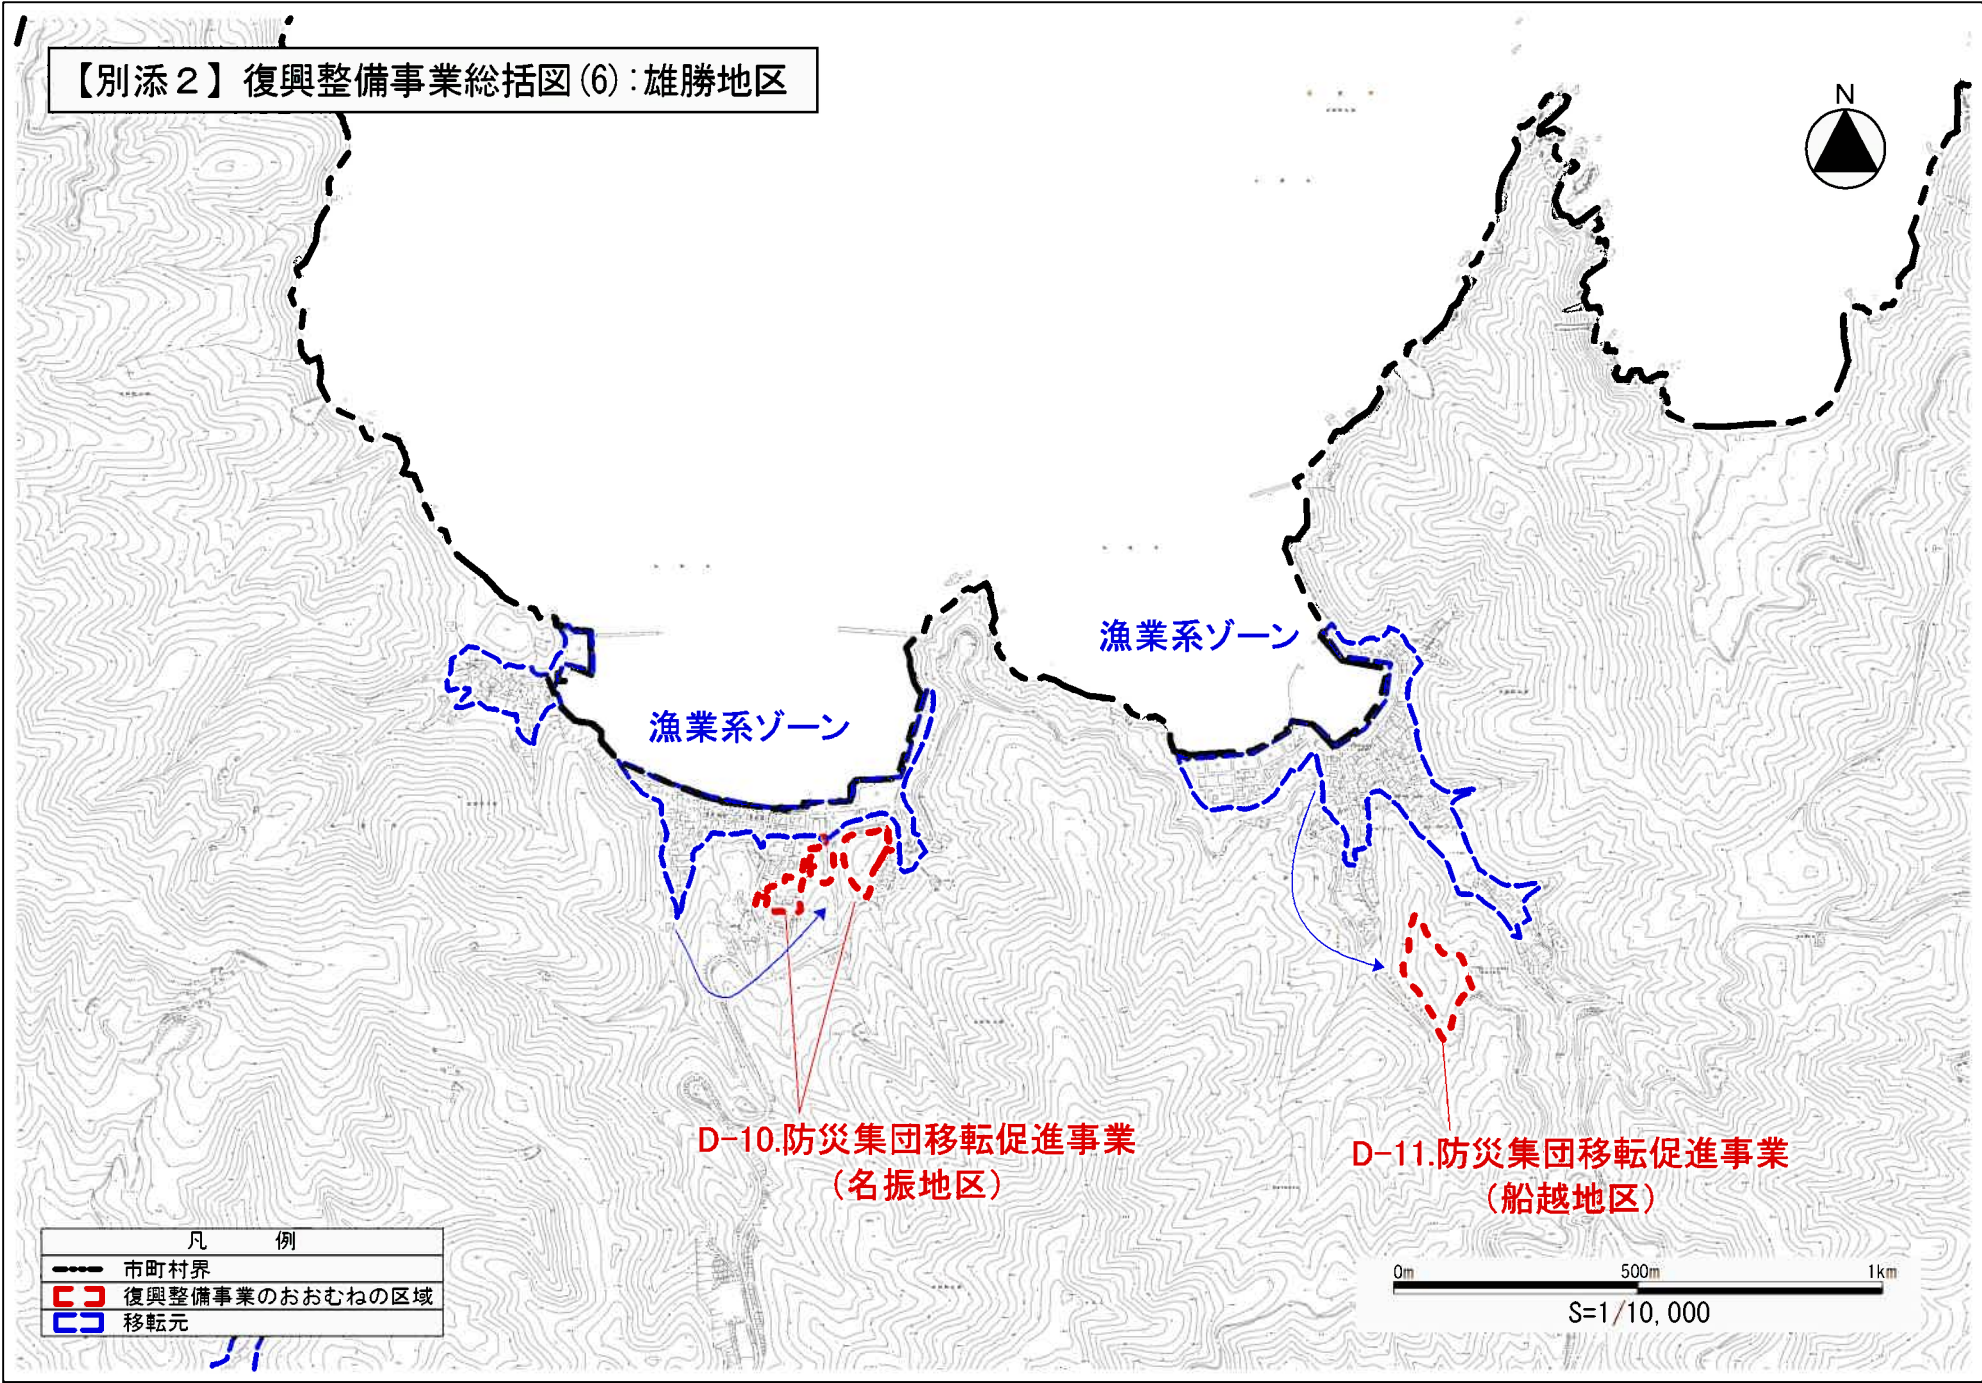 【別添２】復興整備事業総括図(6):雄勝地区
N
漁業系ゾーン
漁業系ゾーン
D-10.防災集団移転促進事業
(名振地区)
D-11.防災集団移転促進事業
(船越地区)
凡　例
市町村界
復興整備事業のおおむねの区域
移転元
0m 500m 1km
S=1/10,000